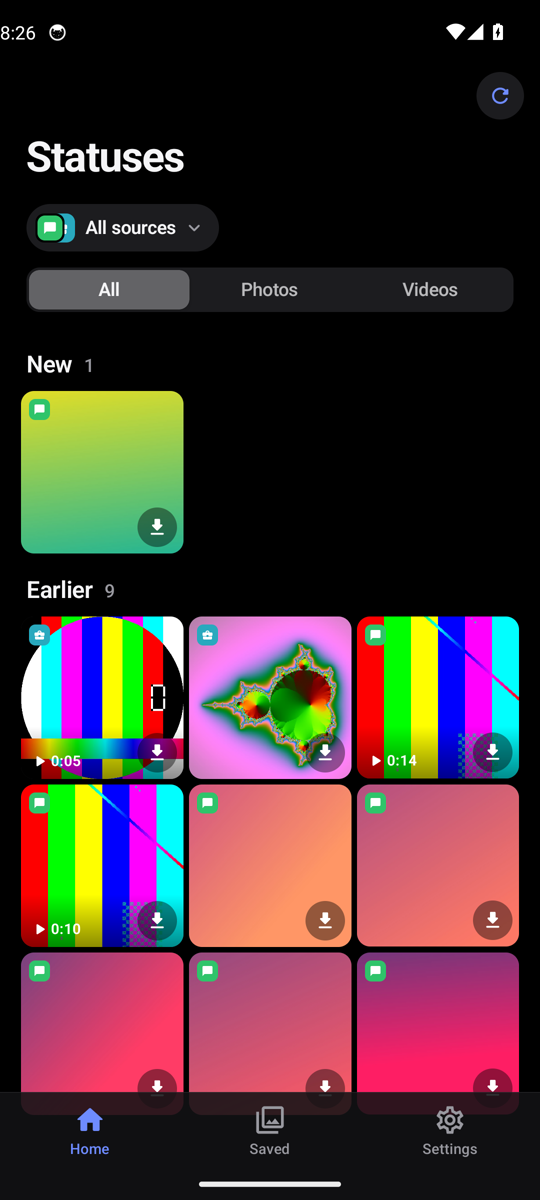 8:26
Statuses
All sources
All Photos Videos
New 1
Earlier 9
0:05
0:14
0:10
Home Saved Settings